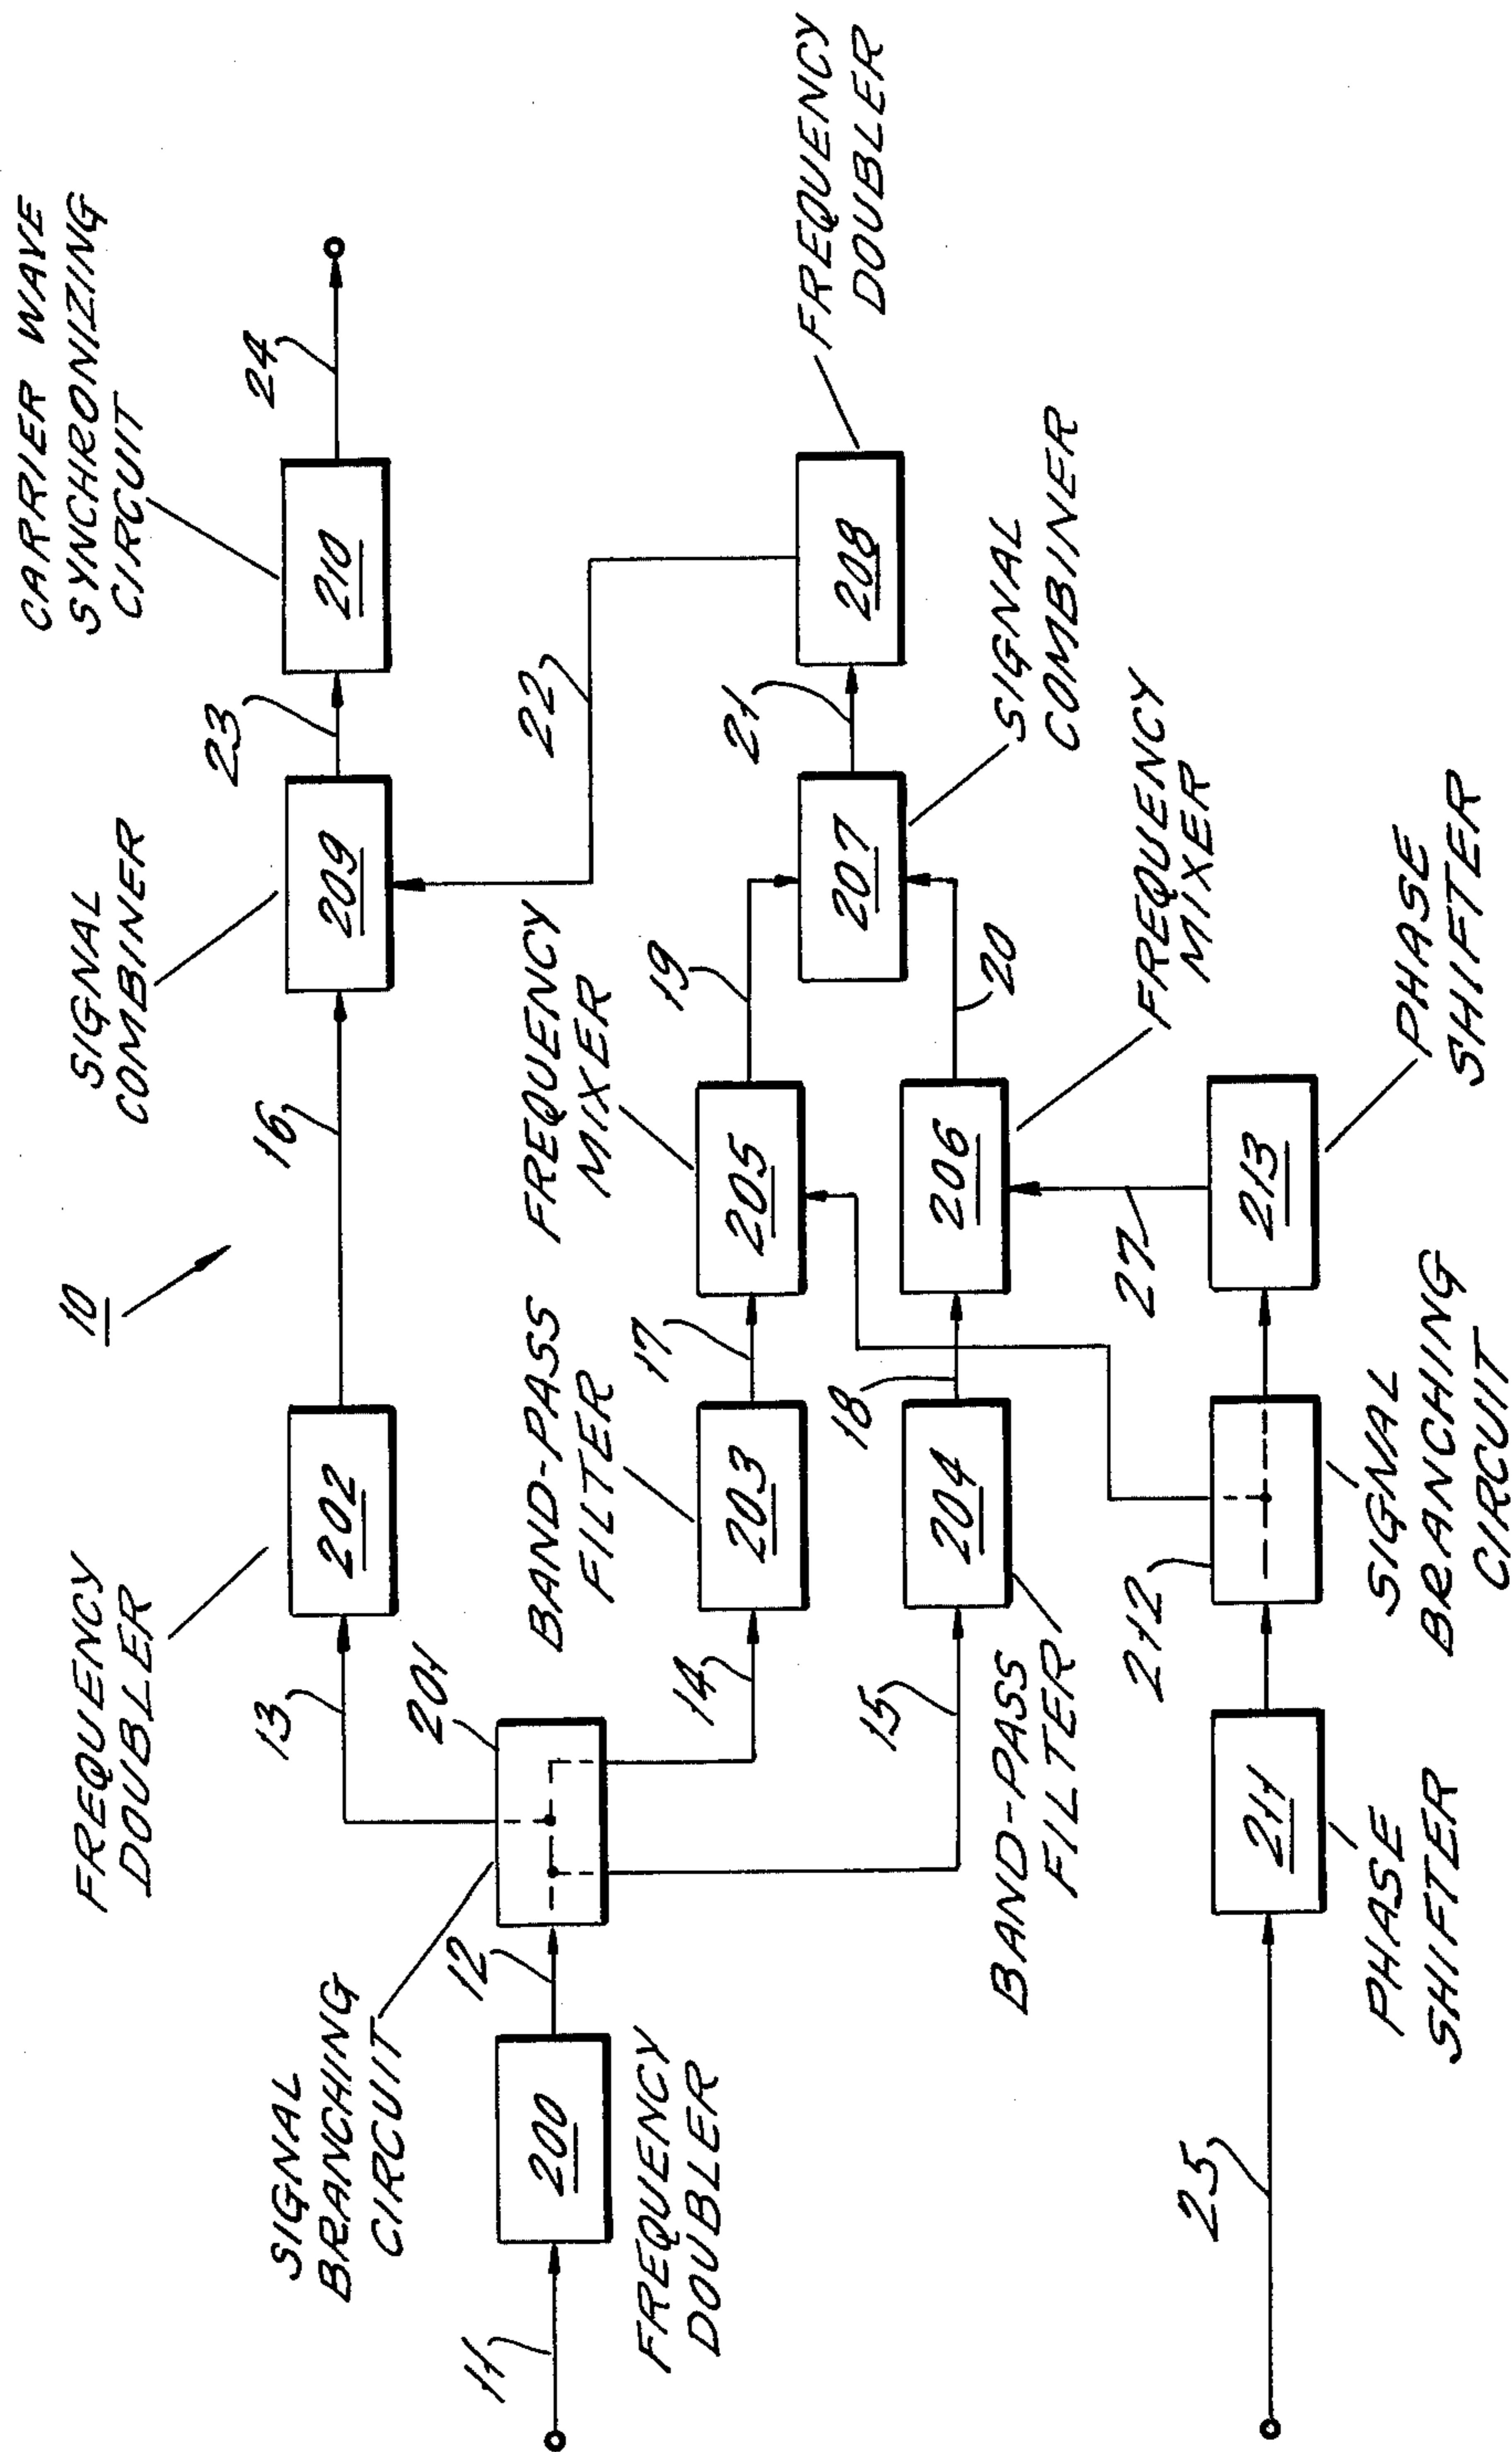 CARRIER WAVE
SYNCHRONIZING
CIRCUIT
SIGNAL
COMBINER
FREQUENCY
DOUBLER
10
13
202
16
209
23
210
24
SIGNAL
BRANCHING
CIRCUIT
201
22
11
200
12
FREQUENCY
DOUBLER
BAND-PASS
FILTER
FREQUENCY
MIXER
14
203
17
205
19
15
204
18
206
20
207
21
208
FREQUENCY
DOUBLER
BAND-PASS
FILTER
SIGNAL
COMBINER
FREQUENCY
MIXER
27
25
211
212
213
PHASE
SHIFTER
SIGNAL
BRANCHING
CIRCUIT
PHASE
SHIFTER